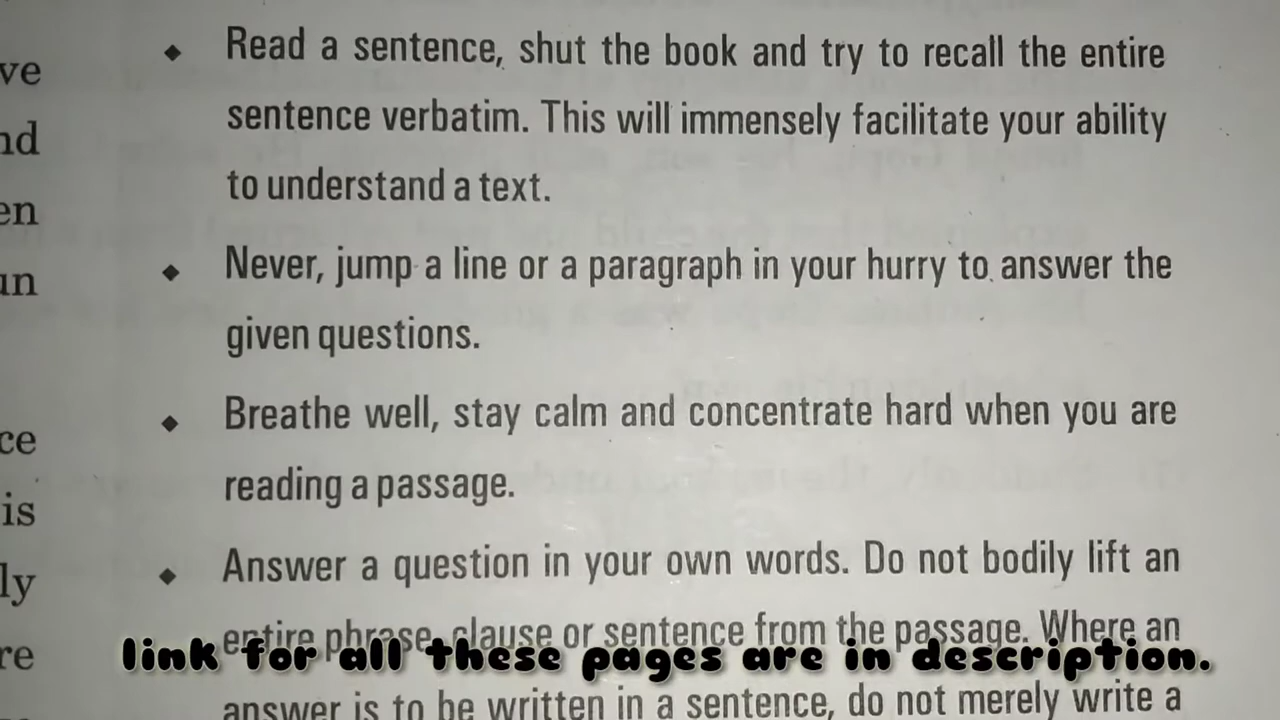 ve
nd
en
un
ce
is
ly
re
◆ Read a sentence, shut the book and try to recall the entire
sentence verbatim. This will immensely facilitate your ability
to understand a text.
◆ Never, jump a line or a paragraph in your hurry to answer the
given questions.
◆ Breathe well, stay calm and concentrate hard when you are
reading a passage.
◆ Answer a question in your own words. Do not bodily lift an
entire phrase, clause or sentence from the passage. Where an
link for all these pages are in description.
answer is to be written in a sentence, do not merely write a